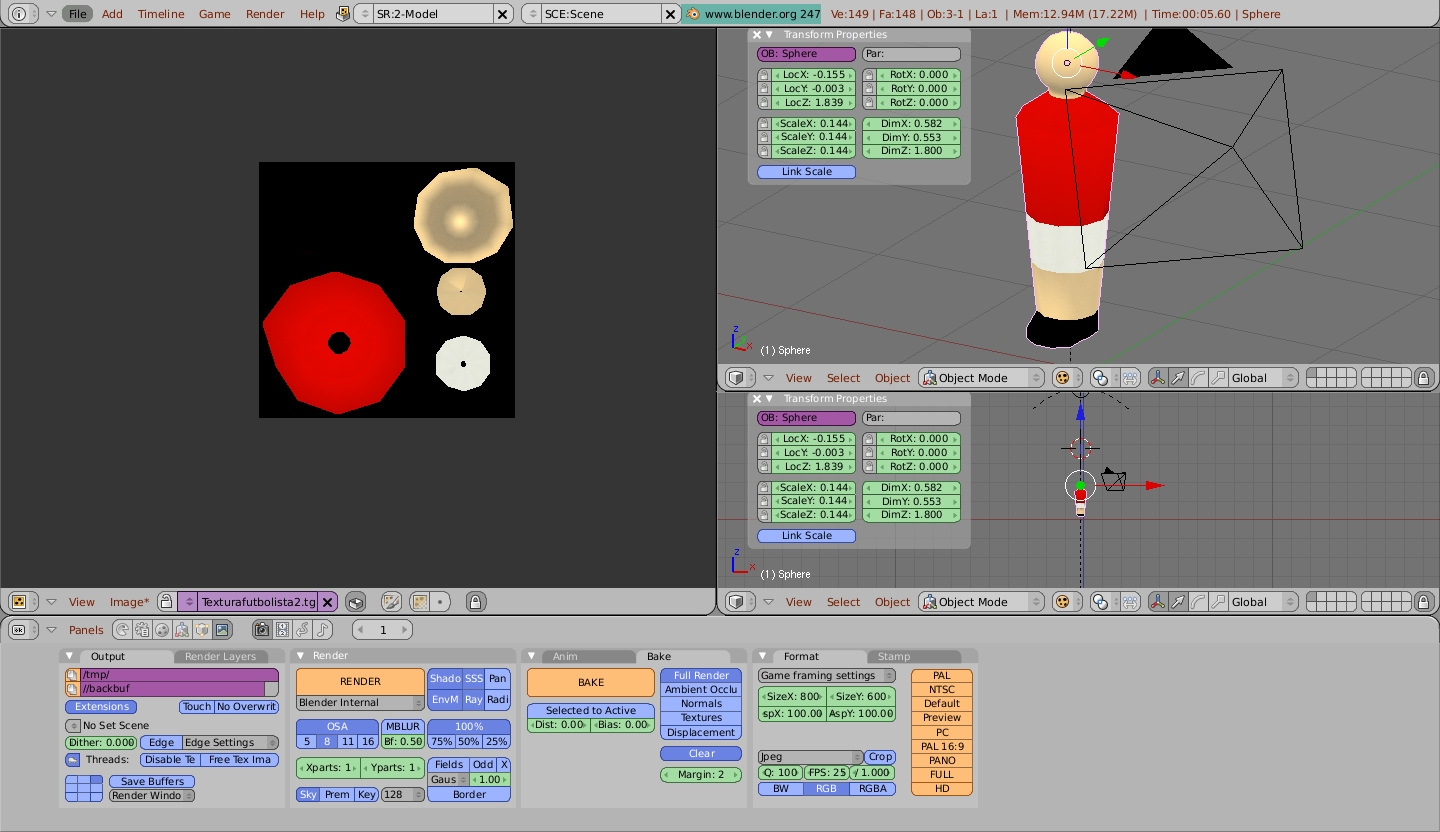 File Add Timeline Game Render Help SR:2-Model SCE:Scene www.blender.org 247 Ve:149 | Fa:148 | Ob:3-1 | La:1 | Mem:12.94M (17.22M) | Time:00:05.60 | Sphere
Transform Properties
OB: Sphere Par:
LocX: -0.155 RotX: 0.000
LocY: -0.003 RotY: 0.000
LocZ: 1.839 RotZ: 0.000
ScaleX: 0.144 DimX: 0.582
ScaleY: 0.144 DimY: 0.553
ScaleZ: 0.144 DimZ: 1.800
Link Scale
z
x
(1) Sphere
View Select Object Object Mode Global
Transform Properties
OB: Sphere Par:
LocX: -0.155 RotX: 0.000
LocY: -0.003 RotY: 0.000
LocZ: 1.839 RotZ: 0.000
ScaleX: 0.144 DimX: 0.582
ScaleY: 0.144 DimY: 0.553
ScaleZ: 0.144 DimZ: 1.800
Link Scale
z
x
(1) Sphere
View Image* Texturafutbolista2.tg
View Select Object Object Mode Global
Panels 1
Output Render Layers
/tmp/
//backbuf
Extensions Touch No Overwrit
No Set Scene
Dither: 0.000 Edge Edge Settings
Threads: Disable Te Free Tex Ima
Save Buffers
Render Windo
Render
RENDER Shado SSS Pan
Blender Internal EnvM Ray Radi
OSA MBLUR 100%
5 8 11 16 Bf: 0.50 75% 50% 25%
Xparts: 1 Yparts: 1 Fields Odd X
Gaus 1.00
Sky Prem Key 128 Border
Anim Bake
BAKE Full Render
Ambient Occlu
Selected to Active Normals
Dist: 0.00 Bias: 0.00 Textures
Displacement
Clear
Margin: 2
Format Stamp
Game framing settings PAL
NTSC
SizeX: 800 SizeY: 600 Default
spX: 100.00 AspY: 100.00 Preview
PC
PAL 16:9
Jpeg Crop PANO
Q: 100 FPS: 25 / 1.000 FULL
BW RGB RGBA HD